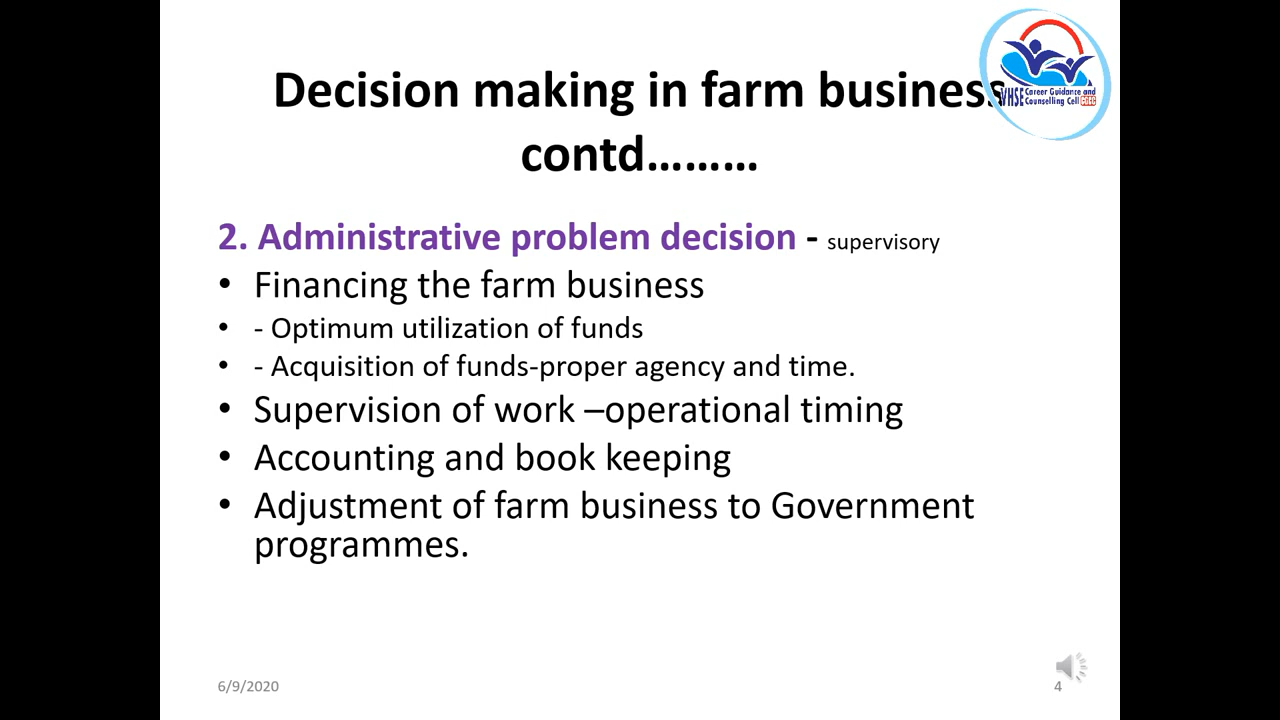 Decision making in farm business
contd………
VHSE Career Guidance and
Counselling Cell CGCC
2. Administrative problem decision - supervisory
• Financing the farm business
• - Optimum utilization of funds
• - Acquisition of funds-proper agency and time.
• Supervision of work –operational timing
• Accounting and book keeping
• Adjustment of farm business to Government
programmes.
6/9/2020
4